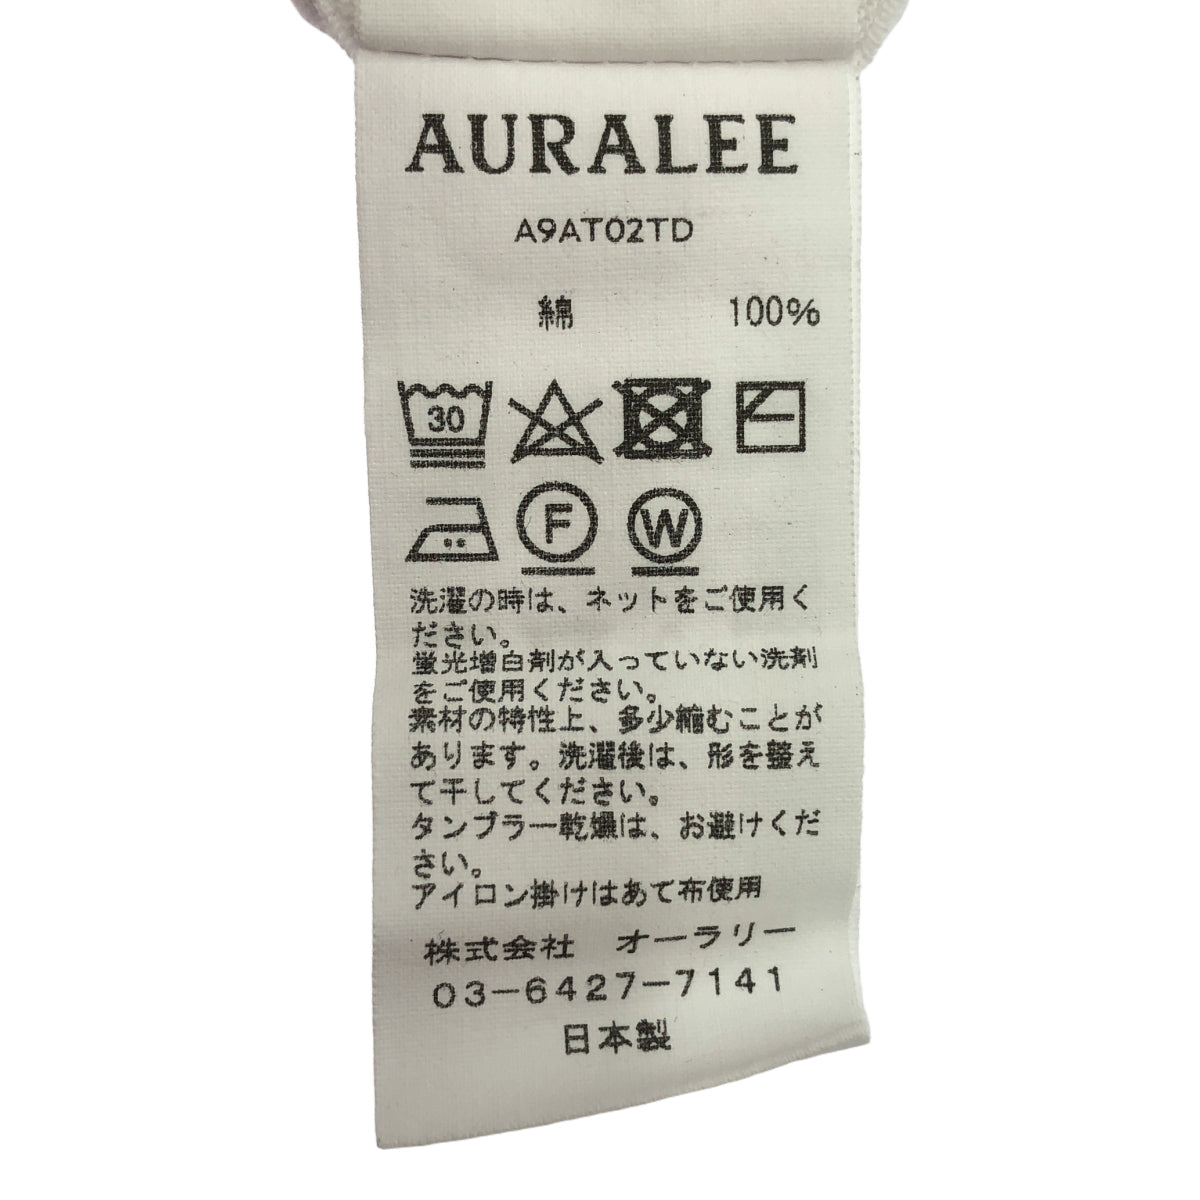 AURALEE
A9AT02TD
綿 100%
30
F W
洗濯の時は、ネットをご使用く
ださい。
蛍光増白剤が入っていない洗剤
をご使用ください。
素材の特性上、多少縮むことが
あります。洗濯後は、形を整え
て干してください。
タンブラー乾燥は、お避けくだ
さい。
アイロン掛けはあて布使用
株式会社 オーラリー
03-6427-7141
日本製